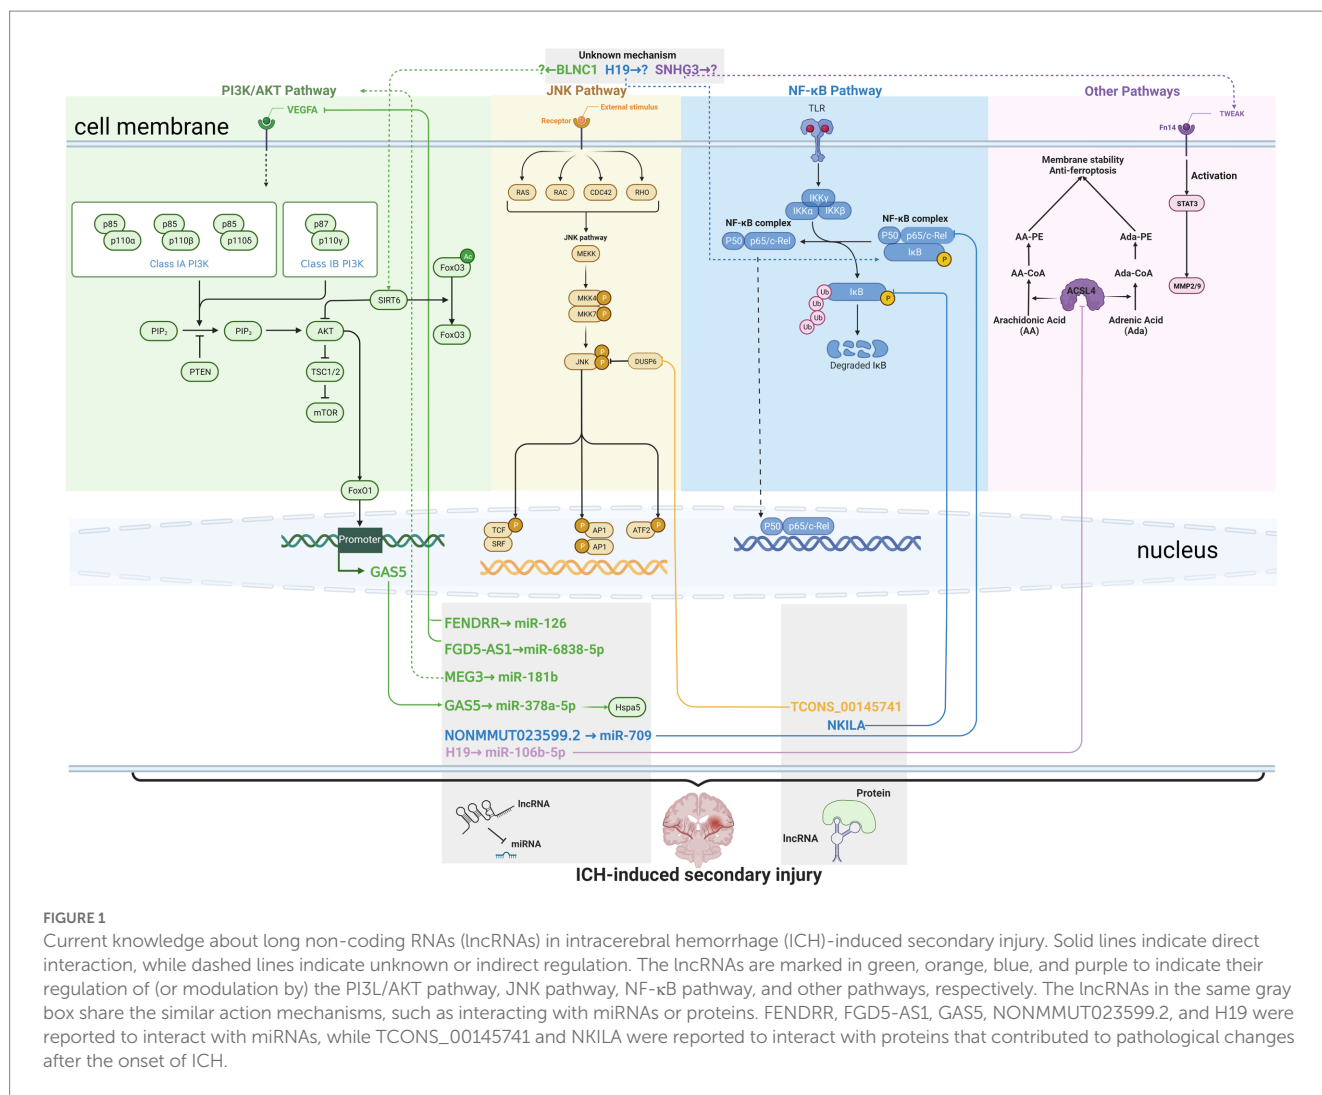 Unknown mechanism
?←BLNC1 H19→? SNHG3→?
PI3K/AKT Pathway
JNK Pathway
NF-κB Pathway
Other Pathways
cell membrane
VEGFA
External stimulus
Receptor
TLR
TWEAK
Fn14
p85
p110α
p85
p110β
p85
p110δ
Class IA PI3K
p87
p110γ
Class IB PI3K
PIP₂
PIP₂
PTEN
AKT
TSC1/2
mTOR
SIRT6
Ac
FoxO3
FoxO3
FoxO1
Promoter
GAS5
RAS
RAC
CDC42
RHO
JNK pathway
MEKK
MKK4
P
MKK7
P
JNK
P
P
DUSP6
TCF
P
SRF
P
AP1
P
AP1
ATF2
P
IKKγ
IKKα
IKKβ
NF-κB complex
P50
p65/c-Rel
NF-κB complex
P50
p65/c-Rel
IκB
P
Ub
Ub
Ub
IκB
P
Degraded IκB
P50
p65/c-Rel
Membrane stability
Anti-ferroptosis
AA-PE
Ada-PE
AA-CoA
Ada-CoA
ACSL4
Arachidonic Acid
(AA)
Adrenic Acid
(Ada)
Activation
STAT3
MMP2/9
nucleus
FENDRR→ miR-126
FGD5-AS1→miR-6838-5p
MEG3→ miR-181b
GAS5→ miR-378a-5p
Hspa5
NONMMUT023599.2 → miR-709
H19→ miR-106b-5p
TCONS_00145741
NKILA
lncRNA
miRNA
Protein
lncRNA
ICH-induced secondary injury
FIGURE 1
Current knowledge about long non-coding RNAs (lncRNAs) in intracerebral hemorrhage (ICH)-induced secondary injury. Solid lines indicate direct
interaction, while dashed lines indicate unknown or indirect regulation. The lncRNAs are marked in green, orange, blue, and purple to indicate their
regulation of (or modulation by) the PI3L/AKT pathway, JNK pathway, NF-κB pathway, and other pathways, respectively. The lncRNAs in the same gray
box share the similar action mechanisms, such as interacting with miRNAs or proteins. FENDRR, FGD5-AS1, GAS5, NONMMUT023599.2, and H19 were
reported to interact with miRNAs, while TCONS_00145741 and NKILA were reported to interact with proteins that contributed to pathological changes
after the onset of ICH.